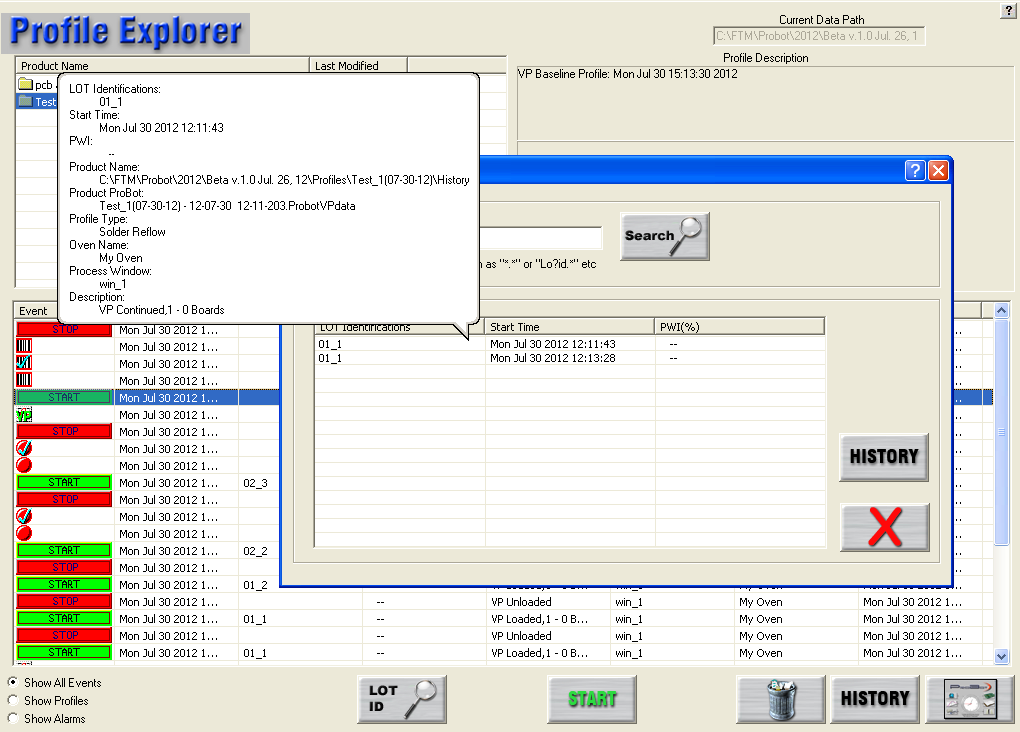 Profile Explorer
?
Current Data Path
C:\FTM\Probot\2012\Beta v.1.0 Jul. 26, 1
Profile Description
VP Baseline Profile: Mon Jul 30 15:13:30 2012
Product Name Last Modified
pcb
Test
LOT Identifications:
01_1
Start Time:
Mon Jul 30 2012 12:11:43
PWI:
--
Product Name:
C:\FTM\Probot\2012\Beta v.1.0 Jul. 26, 12\Profiles\Test_1(07-30-12)\History
Product ProBot:
Test_1(07-30-12) - 12-07-30 12-11-203.ProbotVPdata
Profile Type:
Solder Reflow
Oven Name:
My Oven
Process Window:
win_1
Description:
VP Continued,1 - 0 Boards
?
Search
as "*.*" or "Lo?id.*" etc
LOT Identifications Start Time PWI(%)
01_1 Mon Jul 30 2012 12:11:43 --
01_1 Mon Jul 30 2012 12:13:28 --
HISTORY
X
Event
STOP Mon Jul 30 2012 1...
Mon Jul 30 2012 1...
Mon Jul 30 2012 1...
Mon Jul 30 2012 1...
START Mon Jul 30 2012 1...
VP Mon Jul 30 2012 1...
STOP Mon Jul 30 2012 1...
Mon Jul 30 2012 1...
Mon Jul 30 2012 1...
START Mon Jul 30 2012 1... 02_3
STOP Mon Jul 30 2012 1...
Mon Jul 30 2012 1...
Mon Jul 30 2012 1...
START Mon Jul 30 2012 1... 02_2
STOP Mon Jul 30 2012 1...
START Mon Jul 30 2012 1... 01_2 -- VP Loaded,1 - 0 B... win_1 My Oven Mon Jul 30 2012 1...
STOP Mon Jul 30 2012 1... -- VP Unloaded win_1 My Oven Mon Jul 30 2012 1...
START Mon Jul 30 2012 1... 01_1 -- VP Loaded,1 - 0 B... win_1 My Oven Mon Jul 30 2012 1...
STOP Mon Jul 30 2012 1... -- VP Unloaded win_1 My Oven Mon Jul 30 2012 1...
START Mon Jul 30 2012 1... 01_1 -- VP Loaded,1 - 0 B... win_1 My Oven Mon Jul 30 2012 1...
Show All Events
Show Profiles
Show Alarms
LOT
ID
START
HISTORY